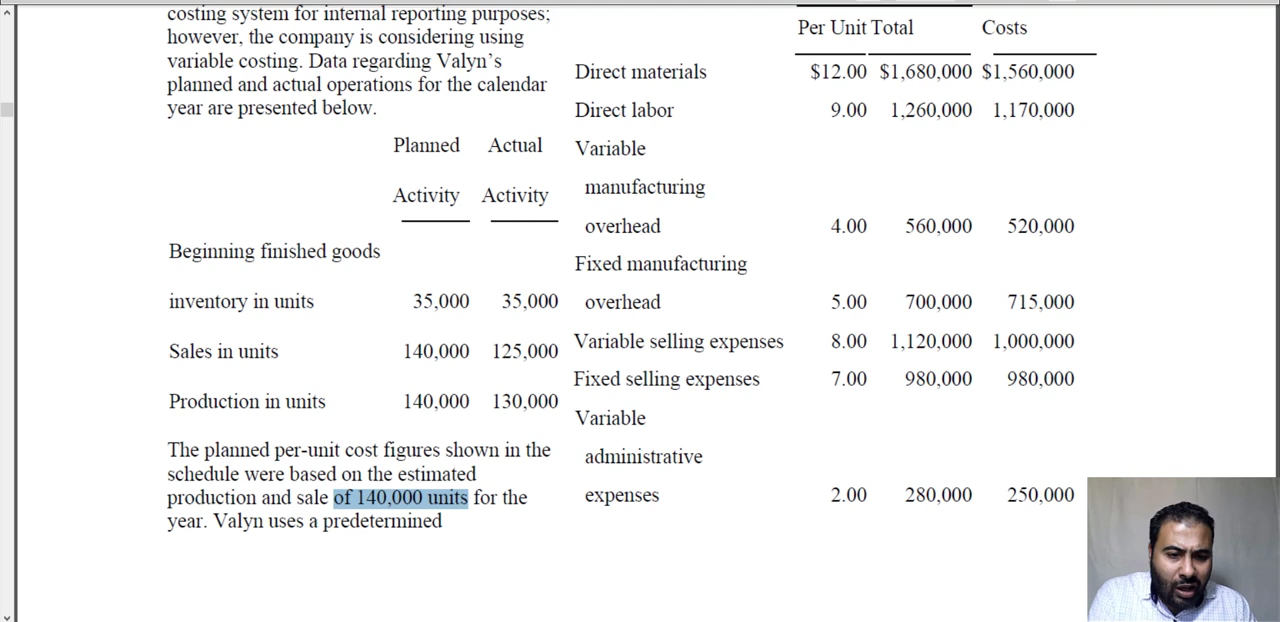 costing system for internal reporting purposes;
however, the company is considering using
variable costing. Data regarding Valyn’s
planned and actual operations for the calendar
year are presented below.
Planned Actual
Activity Activity
Beginning finished goods
inventory in units 35,000 35,000
Sales in units 140,000 125,000
Production in units 140,000 130,000
The planned per-unit cost figures shown in the
schedule were based on the estimated
production and sale of 140,000 units for the
year. Valyn uses a predetermined
Per Unit Total Costs
Direct materials $12.00 $1,680,000 $1,560,000
Direct labor 9.00 1,260,000 1,170,000
Variable
manufacturing
overhead 4.00 560,000 520,000
Fixed manufacturing
overhead 5.00 700,000 715,000
Variable selling expenses 8.00 1,120,000 1,000,000
Fixed selling expenses 7.00 980,000 980,000
Variable
administrative
expenses 2.00 280,000 250,000